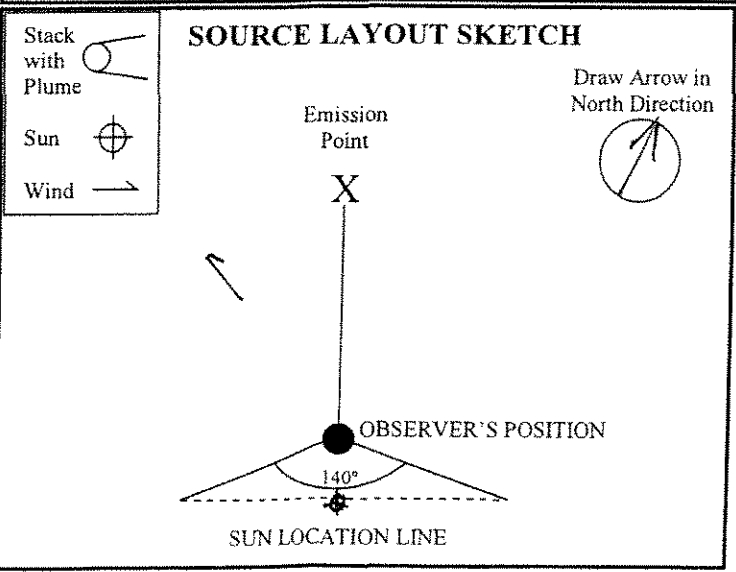 SOURCE LAYOUT SKETCH
Stack
with
Plume
Sun
Wind
Emission
Point
X
Draw Arrow in
North Direction
OBSERVER'S POSITION
140°
SUN LOCATION LINE